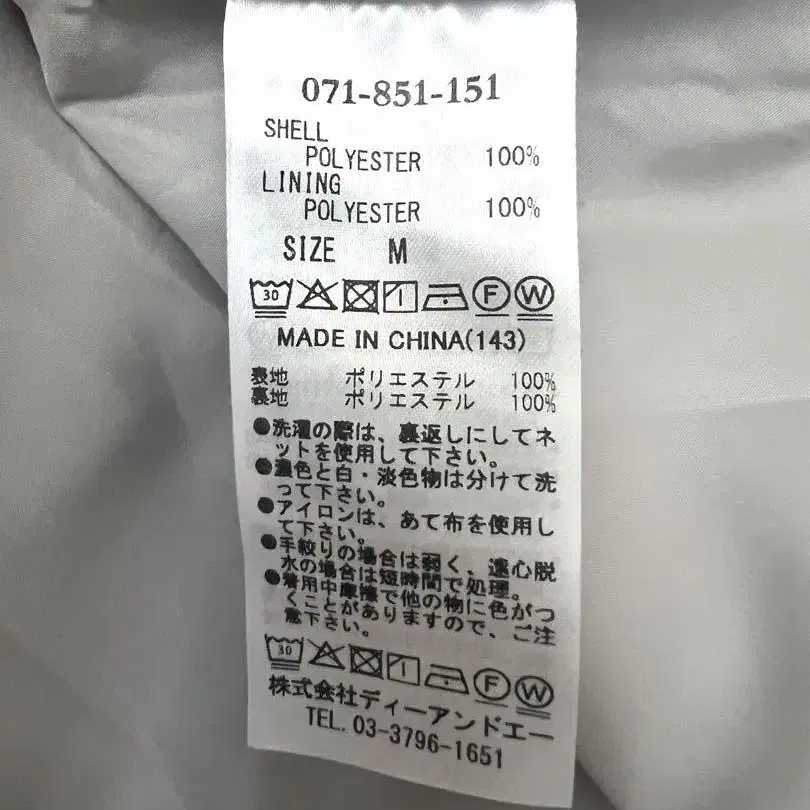 071-851-151
SHELL
POLYESTER 100%
LINING
POLYESTER 100%
SIZE M
30 F W
MADE IN CHINA(143)
表地 ポリエステル 100%
裏地 ポリエステル 100%
●洗濯の際は、裏返しにしてネ
ットを使用して下さい。
●濃色と白・淡色物は分けて洗
って下さい。
●アイロンは、あて布を使用し
て下さい。
●手絞りの場合は弱く、遠心脱
水の場合は短時間で処理。
●着用中摩擦で他の物に色がつ
くことがありますので、ご注
意下さい。
30 F W
株式会社ディーアンドエー
TEL. 03-3796-1651